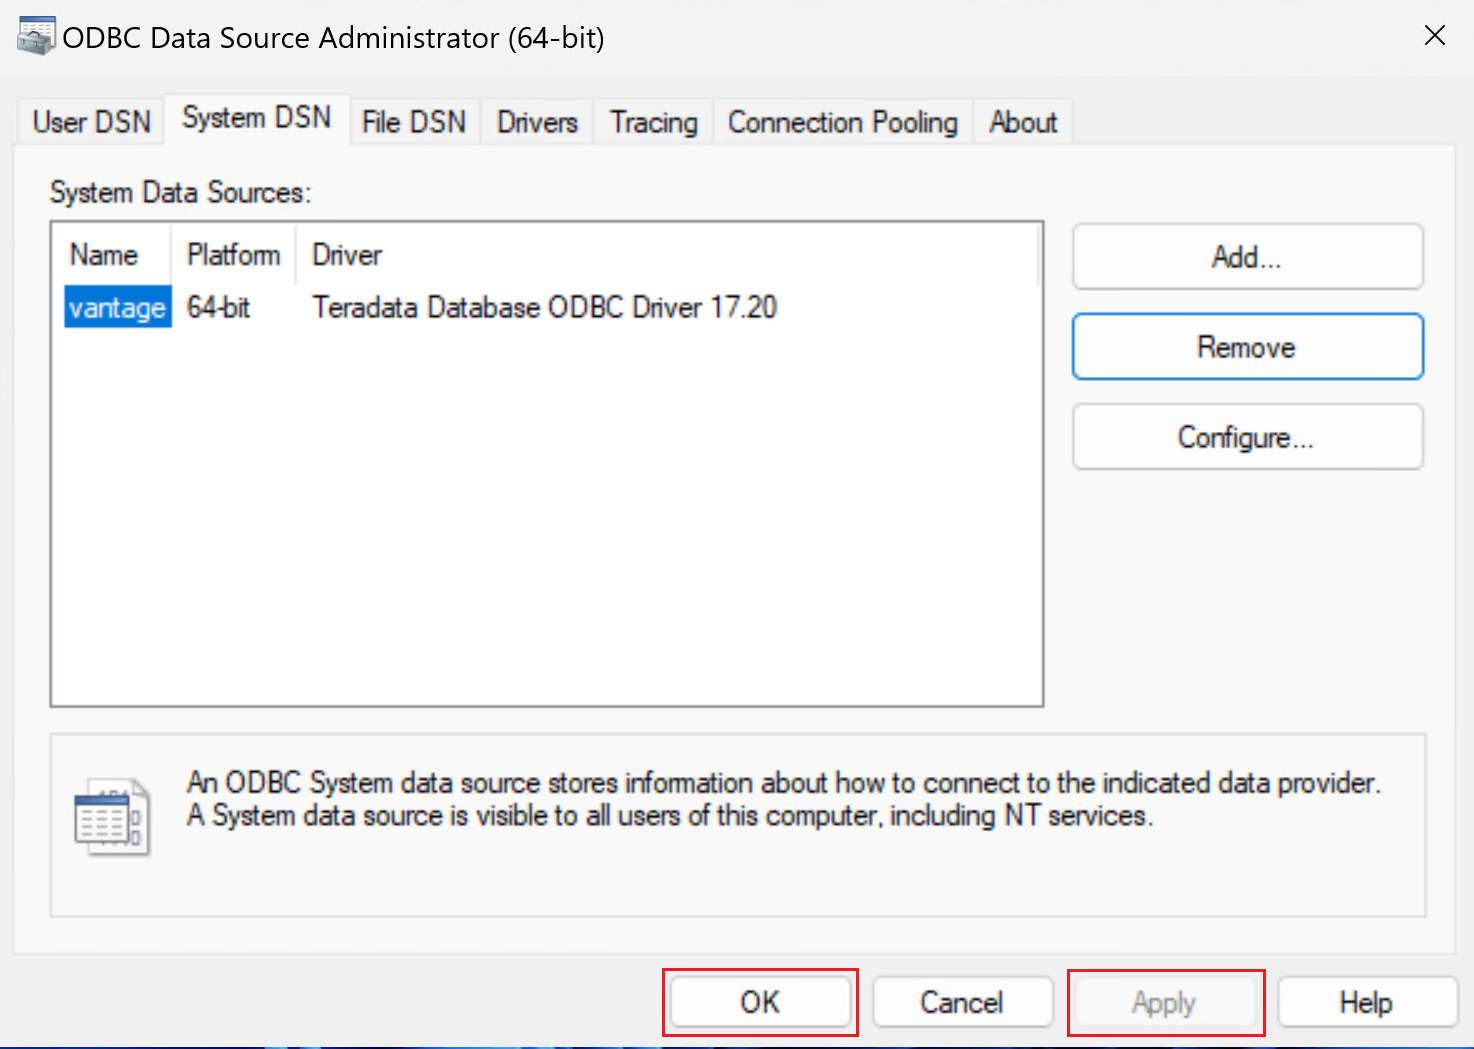 ODBC Data Source Administrator (64-bit)
User DSN System DSN File DSN Drivers Tracing Connection Pooling About
System Data Sources:
Name Platform Driver
vantage 64-bit Teradata Database ODBC Driver 17.20
Add...
Remove
Configure...
An ODBC System data source stores information about how to connect to the indicated data provider.
A System data source is visible to all users of this computer, including NT services.
OK Cancel Apply Help